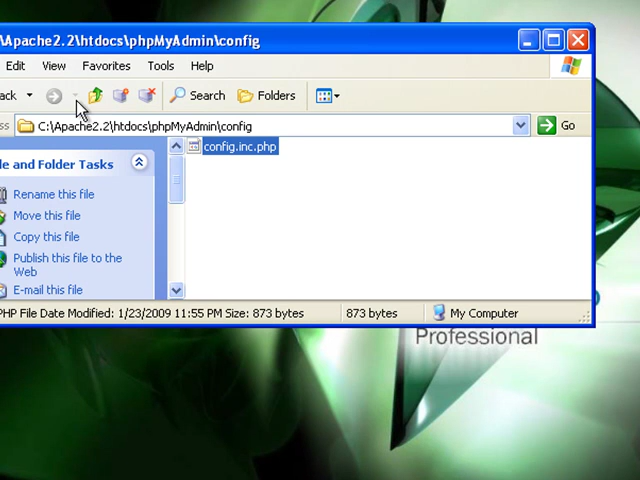 \Apache2.2\htdocs\phpMyAdmin\config
Edit View Favorites Tools Help
ack Search Folders
ss C:\Apache2.2\htdocs\phpMyAdmin\config Go
le and Folder Tasks
config.inc.php
Rename this file
Move this file
Copy this file
Publish this file to the
Web
E-mail this file
PHP File Date Modified: 1/23/2009 11:55 PM Size: 873 bytes 873 bytes My Computer
Professional